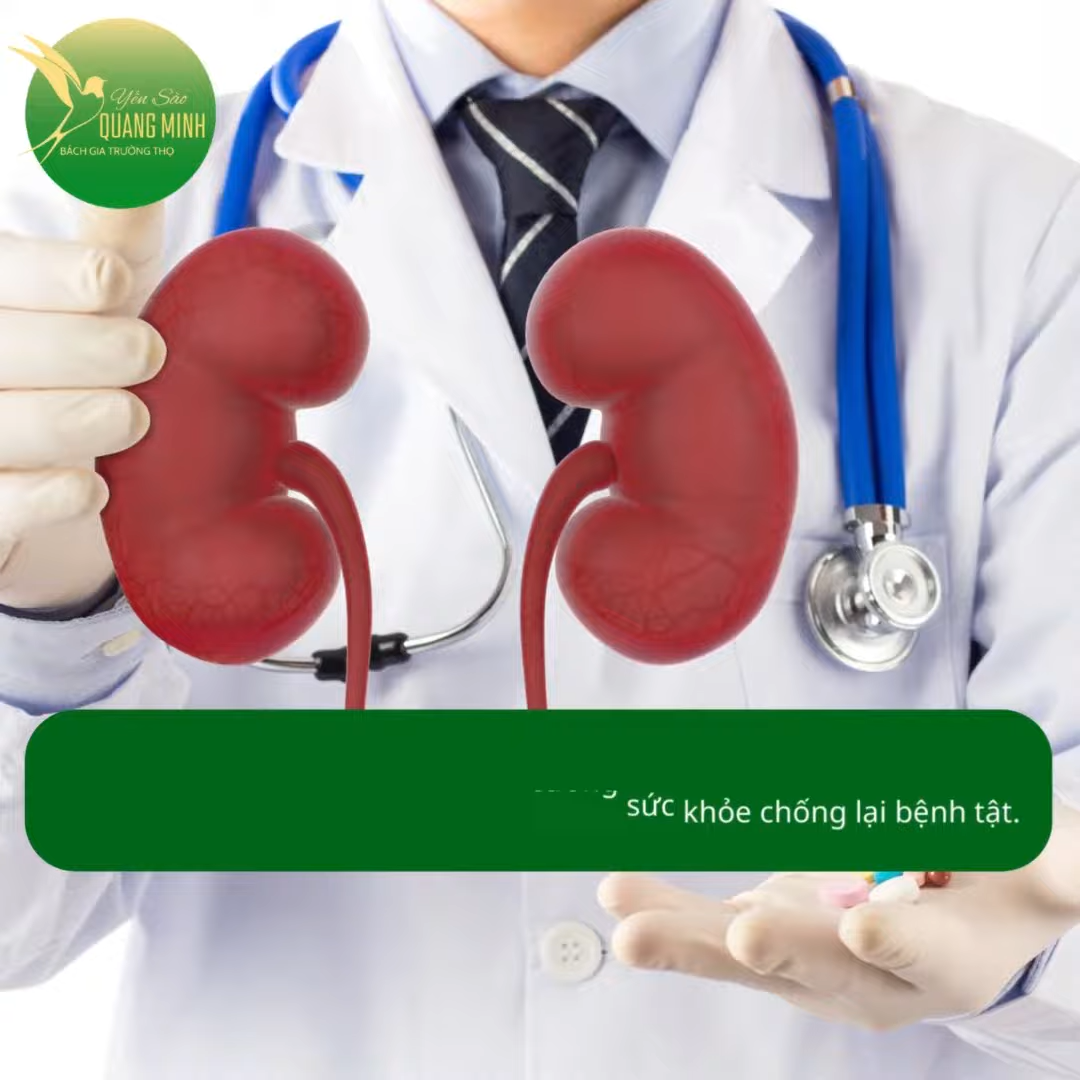 Yến Sào
QUANG MINH
BÁCH GIA TRƯỜNG THỌ
sức khỏe chống lại bệnh tật.